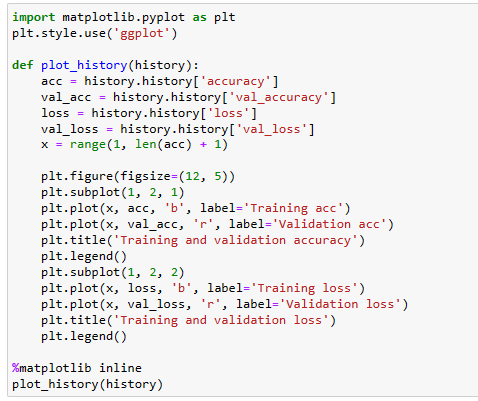 import matplotlib.pyplot as plt
plt.style.use('ggplot')

def plot_history(history):
    acc = history.history['accuracy']
    val_acc = history.history['val_accuracy']
    loss = history.history['loss']
    val_loss = history.history['val_loss']
    x = range(1, len(acc) + 1)

    plt.figure(figsize=(12, 5))
    plt.subplot(1, 2, 1)
    plt.plot(x, acc, 'b', label='Training acc')
    plt.plot(x, val_acc, 'r', label='Validation acc')
    plt.title('Training and validation accuracy')
    plt.legend()
    plt.subplot(1, 2, 2)
    plt.plot(x, loss, 'b', label='Training loss')
    plt.plot(x, val_loss, 'r', label='Validation loss')
    plt.title('Training and validation loss')
    plt.legend()

%matplotlib inline
plot_history(history)